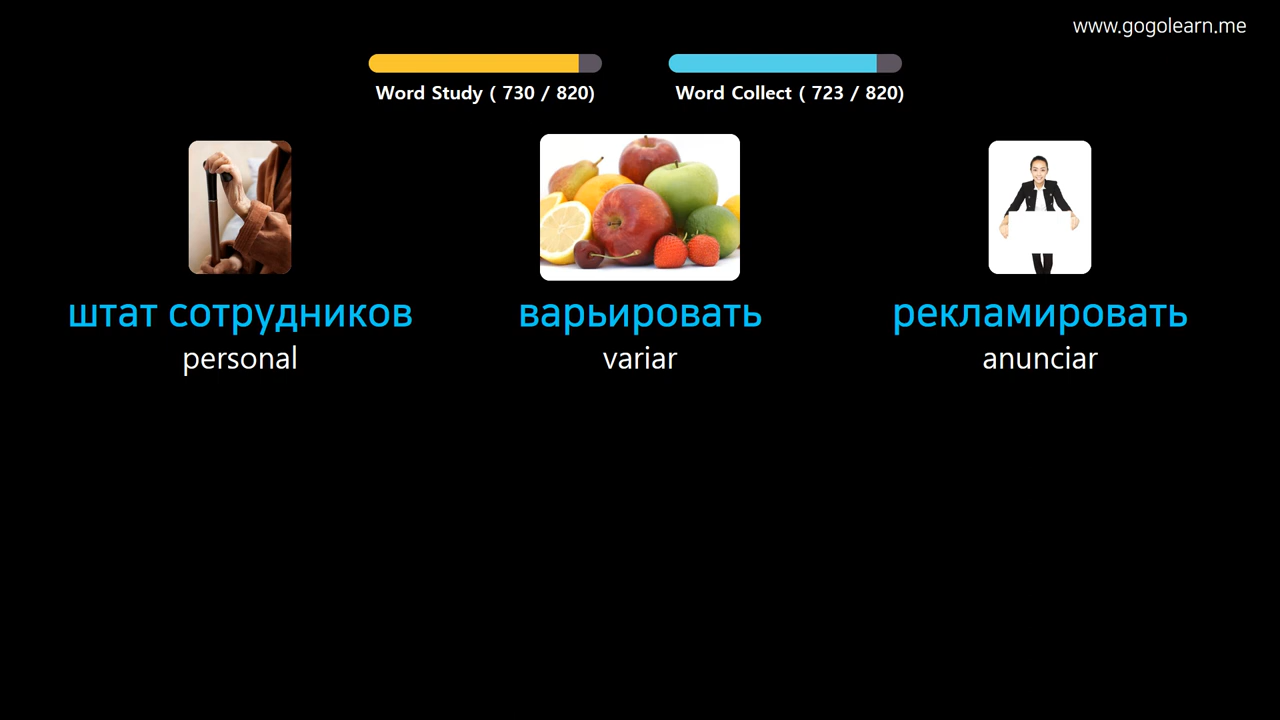 www.gogolearn.me
Word Study ( 730 / 820)
Word Collect ( 723 / 820)
штат сотрудников
personal
варьировать
variar
рекламировать
anunciar